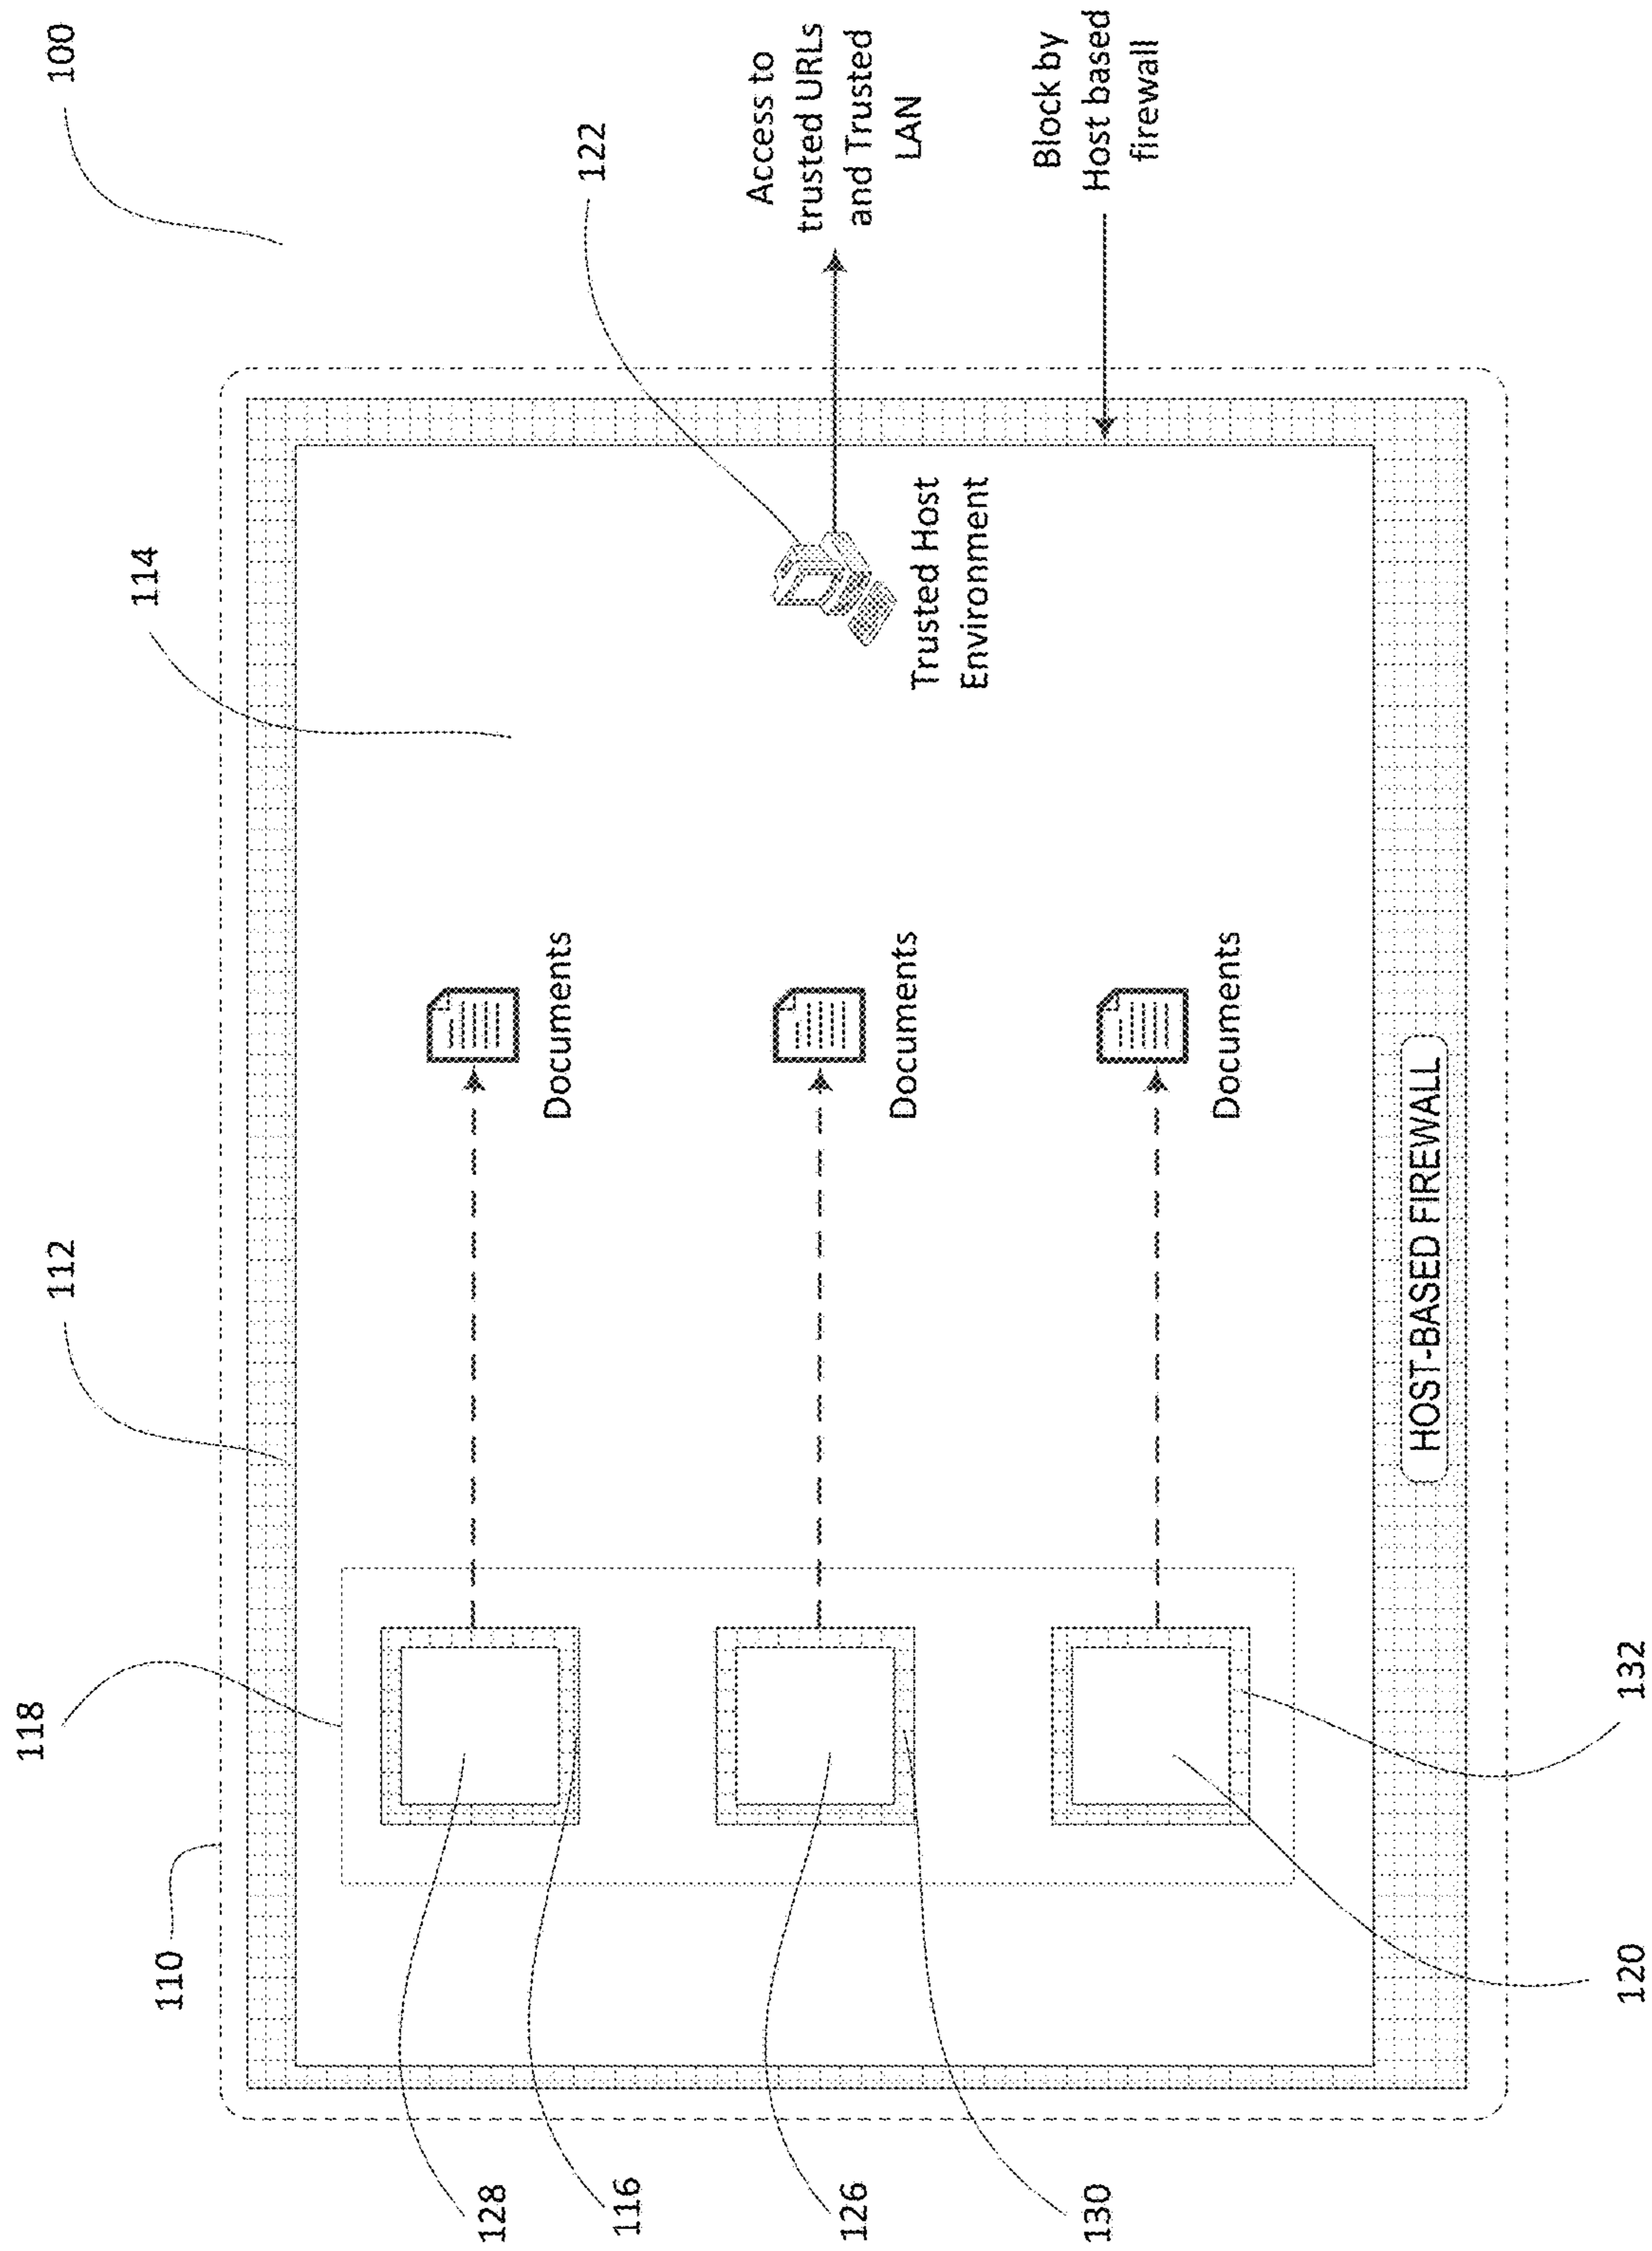 118
112
100
110
114
128
Documents
122
116
Access to
trusted URLs
and Trusted
LAN
126
Documents
Trusted Host
Environment
Block by
Host based
firewall
130
Documents
HOST-BASED FIREWALL
120
132